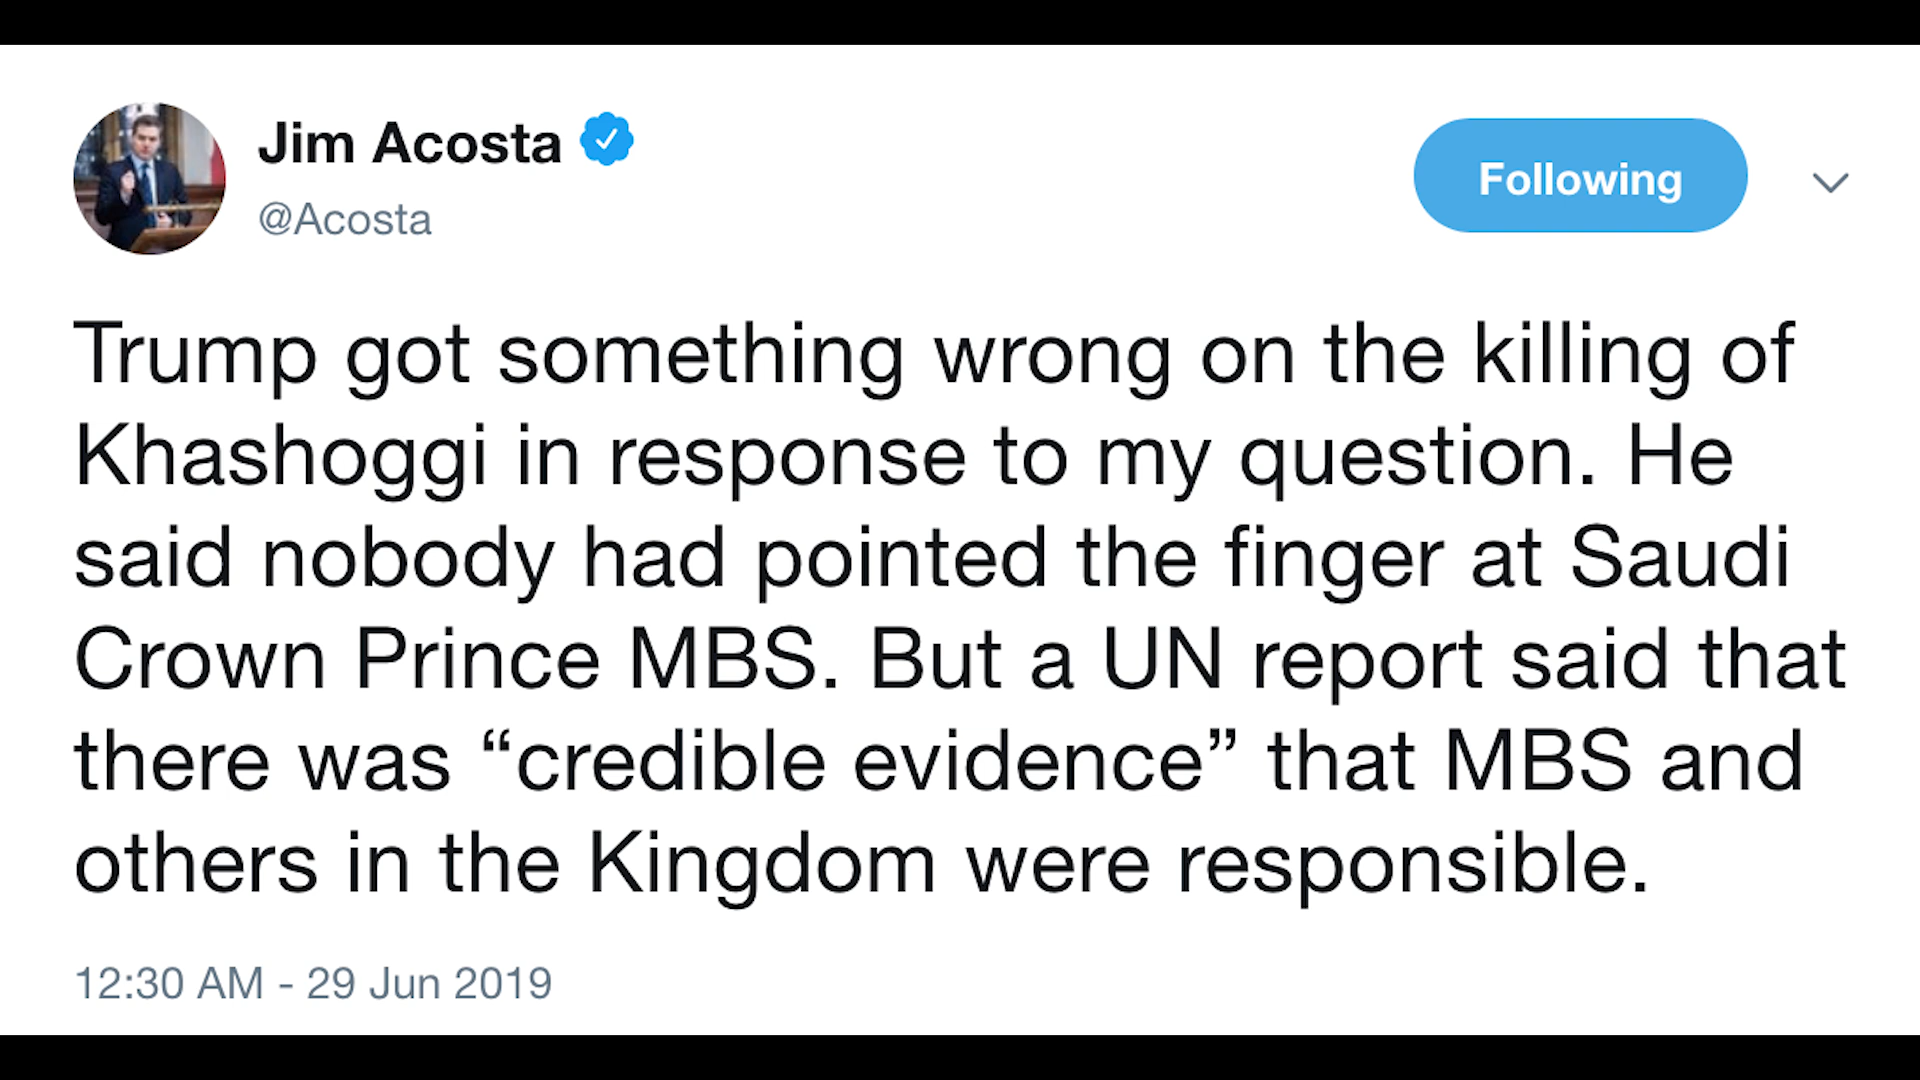 Jim Acosta
@Acosta
Following
Trump got something wrong on the killing of
Khashoggi in response to my question. He
said nobody had pointed the finger at Saudi
Crown Prince MBS. But a UN report said that
there was “credible evidence” that MBS and
others in the Kingdom were responsible.
12:30 AM - 29 Jun 2019